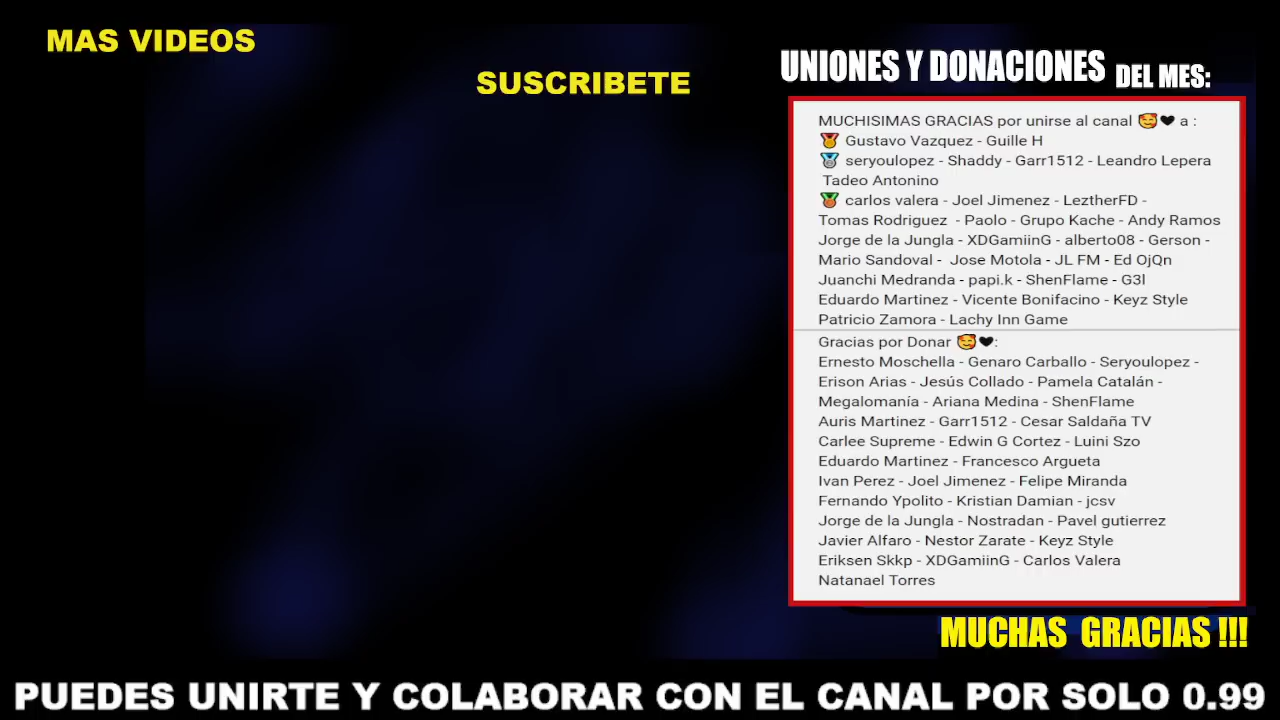 MAS VIDEOS
SUSCRIBETE
UNIONES Y DONACIONES DEL MES:
MUCHISIMAS GRACIAS por unirse al canal 🥰🖤 a :
🥇 Gustavo Vazquez - Guille H
🥈 seryoulopez - Shaddy - Garr1512 - Leandro Lepera
Tadeo Antonino
🥉 carlos valera - Joel Jimenez - LeztherFD -
Tomas Rodriguez - Paolo - Grupo Kache - Andy Ramos
Jorge de la Jungla - XDGamiinG - alberto08 - Gerson -
Mario Sandoval - Jose Motola - JL FM - Ed OjQn
Juanchi Medranda - papi.k - ShenFlame - G3l
Eduardo Martinez - Vicente Bonifacino - Keyz Style
Patricio Zamora - Lachy Inn Game
Gracias por Donar 🥰🖤:
Ernesto Moschella - Genaro Carballo - Seryoulopez -
Erison Arias - Jesús Collado - Pamela Catalán -
Megalomanía - Ariana Medina - ShenFlame
Auris Martinez - Garr1512 - Cesar Saldaña TV
Carlee Supreme - Edwin G Cortez - Luini Szo
Eduardo Martinez - Francesco Argueta
Ivan Perez - Joel Jimenez - Felipe Miranda
Fernando Ypolito - Kristian Damian - jcsv
Jorge de la Jungla - Nostradan - Pavel gutierrez
Javier Alfaro - Nestor Zarate - Keyz Style
Eriksen Skkp - XDGamiinG - Carlos Valera
Natanael Torres
MUCHAS GRACIAS !!!
PUEDES UNIRTE Y COLABORAR CON EL CANAL POR SOLO 0.99